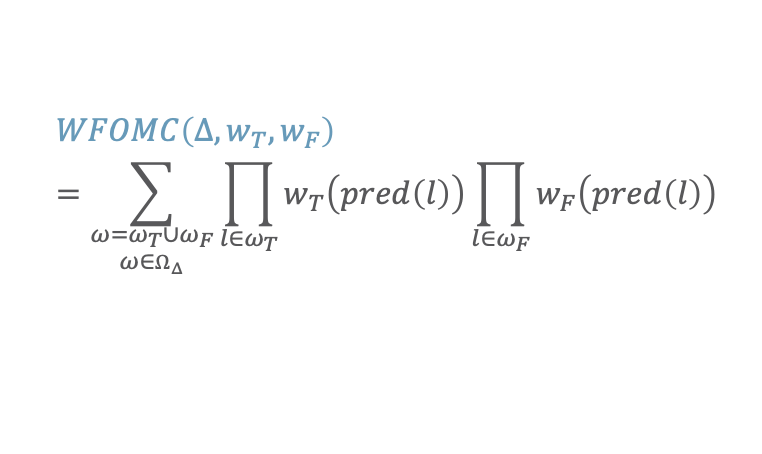 WFOMC(Δ, w_T, w_F)
= ∑ ∏ w_T(pred(l)) ∏ w_F(pred(l))
ω=ω_T∪ω_F l∈ω_T l∈ω_F
ω∈Ω_Δ